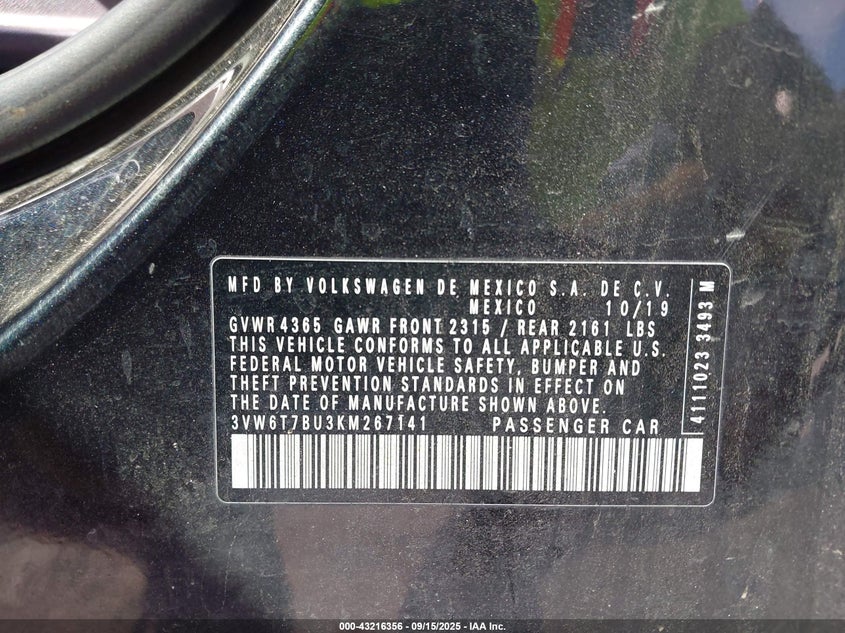 MFD BY VOLKSWAGEN DE MEXICO S.A. DE C.V.
MEXICO 10/19
GVWR 4365 GAWR FRONT 2315 / REAR 2161 LBS
THIS VEHICLE CONFORMS TO ALL APPLICABLE U.S.
FEDERAL MOTOR VEHICLE SAFETY, BUMPER AND
THEFT PREVENTION STANDARDS IN EFFECT ON
THE DATE OF MANUFACTURE SHOWN ABOVE.
3VW6T7BU3KM267141 PASSENGER CAR
4111023 3493 M
000-43216356 - 09/15/2025 - IAA Inc.